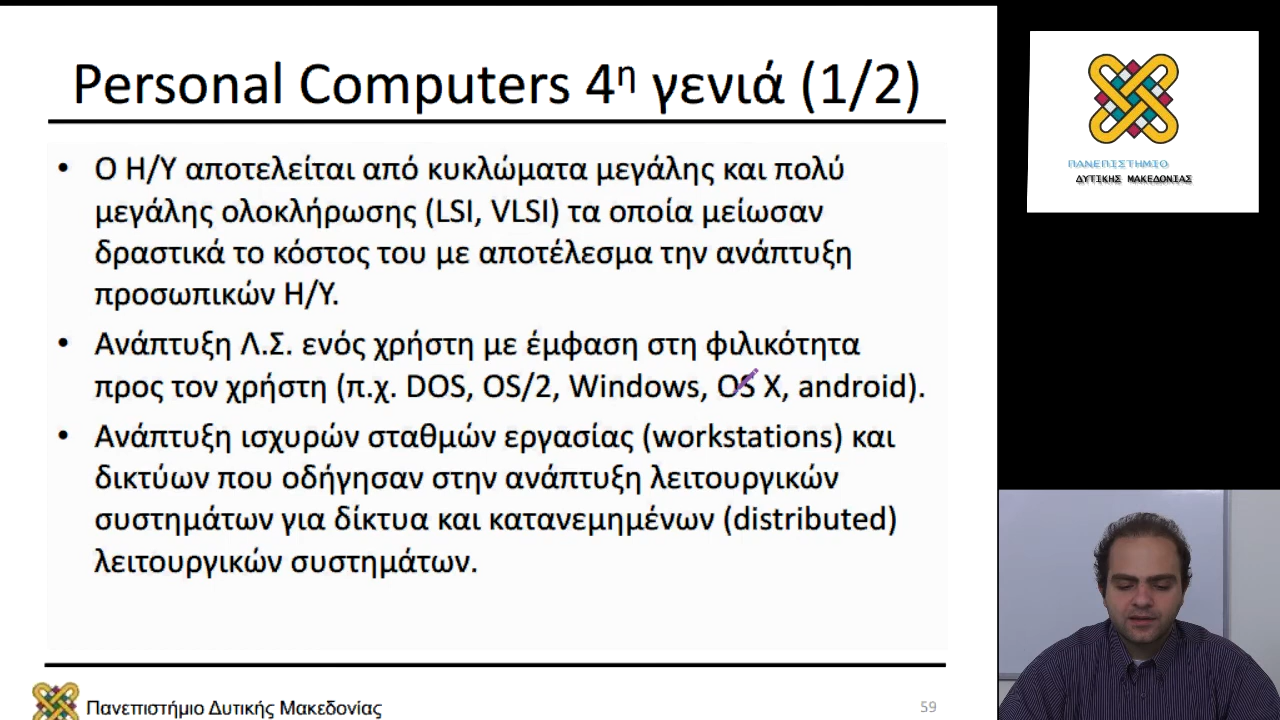 Personal Computers 4η γενιά (1/2)
• Ο Η/Υ αποτελείται από κυκλώματα μεγάλης και πολύ
μεγάλης ολοκλήρωσης (LSI, VLSI) τα οποία μείωσαν
δραστικά το κόστος του με αποτέλεσμα την ανάπτυξη
προσωπικών Η/Υ.
• Ανάπτυξη Λ.Σ. ενός χρήστη με έμφαση στη φιλικότητα
προς τον χρήστη (π.χ. DOS, OS/2, Windows, OS X, android).
• Ανάπτυξη ισχυρών σταθμών εργασίας (workstations) και
δικτύων που οδήγησαν στην ανάπτυξη λειτουργικών
συστημάτων για δίκτυα και κατανεμημένων (distributed)
λειτουργικών συστημάτων.
Πανεπιστήμιο Δυτικής Μακεδονίας
59
ΠΑΝΕΠΙΣΤΗΜΙΟ
ΔΥΤΙΚΗΣ ΜΑΚΕΔΟΝΙΑΣ